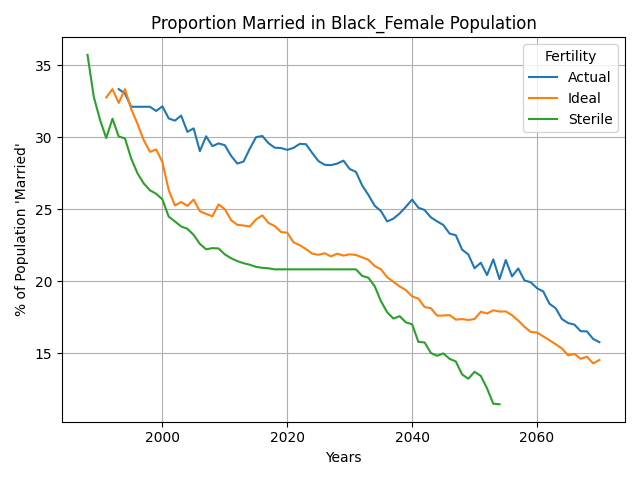 Proportion Married in Black_Female Population
% of Population 'Married'
35
30
25
20
15
2000
2020
2040
2060
Years
Fertility
Actual
Ideal
Sterile